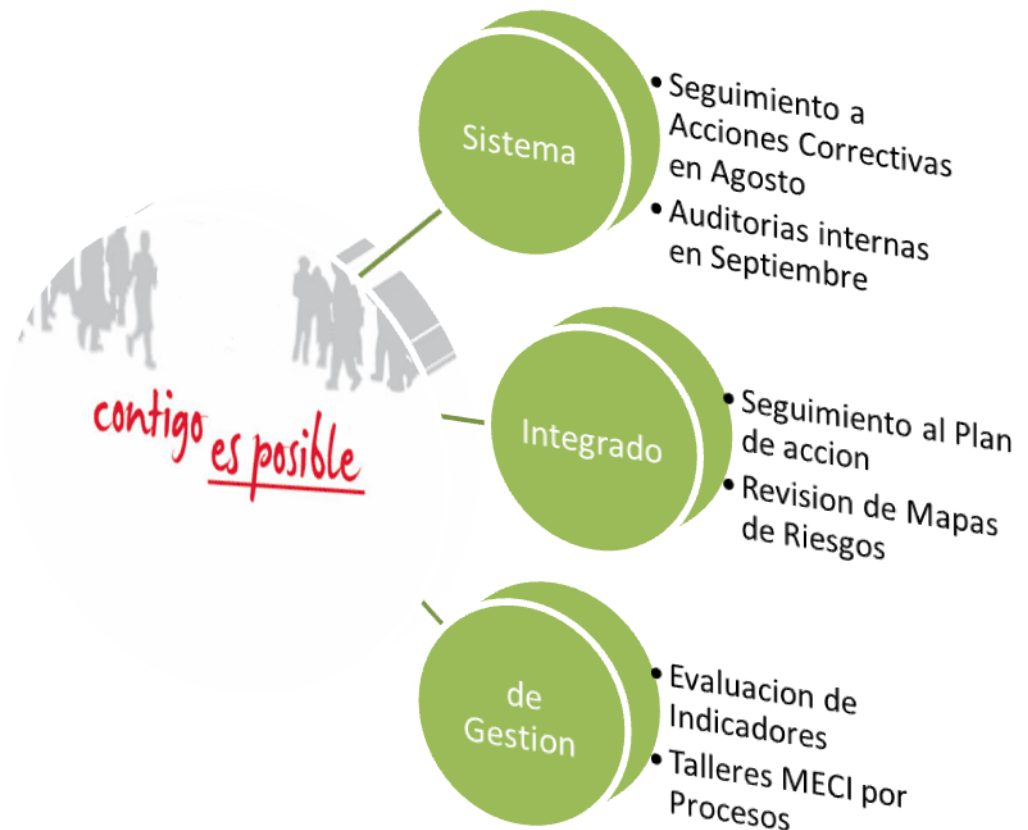 Sistema
• Seguimiento a
Acciones Correctivas
en Agosto
• Auditorias internas
en Septiembre
contigo
es posible
Integrado
• Seguimiento al Plan
de accion
• Revision de Mapas
de Riesgos
de
Gestion
• Evaluacion de
Indicadores
• Talleres MECI por
Procesos